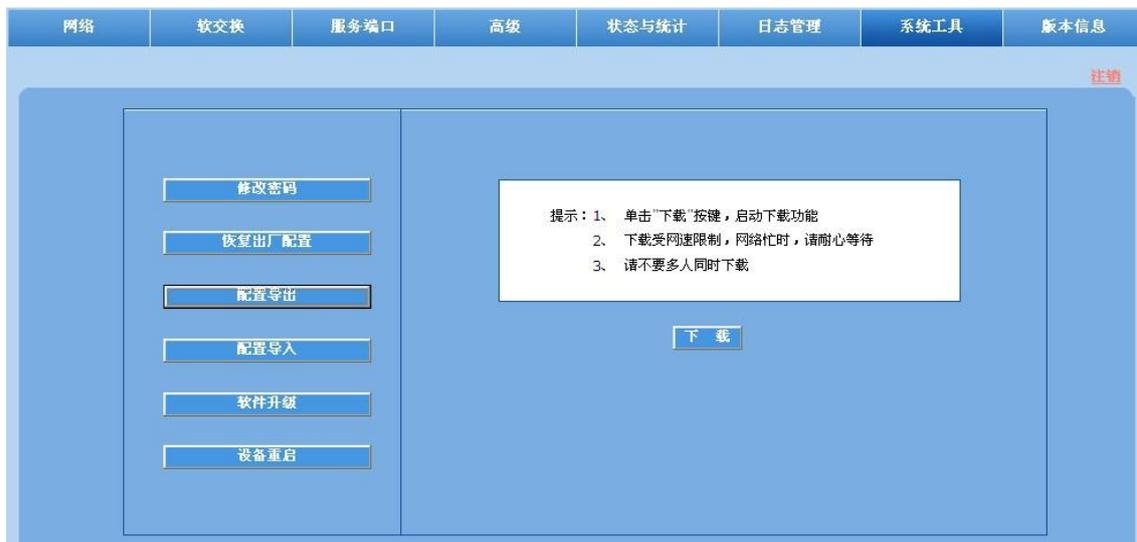 网络 软交换 服务端口 高级 状态与统计 日志管理 系统工具 版本信息
注销
修改密码
恢复出厂配置
配置导出
配置导入
软件升级
设备重启
提示：1、 单击"下载"按键，启动下载功能
2、 下载受网速限制，网络忙时，请耐心等待
3、 请不要多人同时下载
下 载